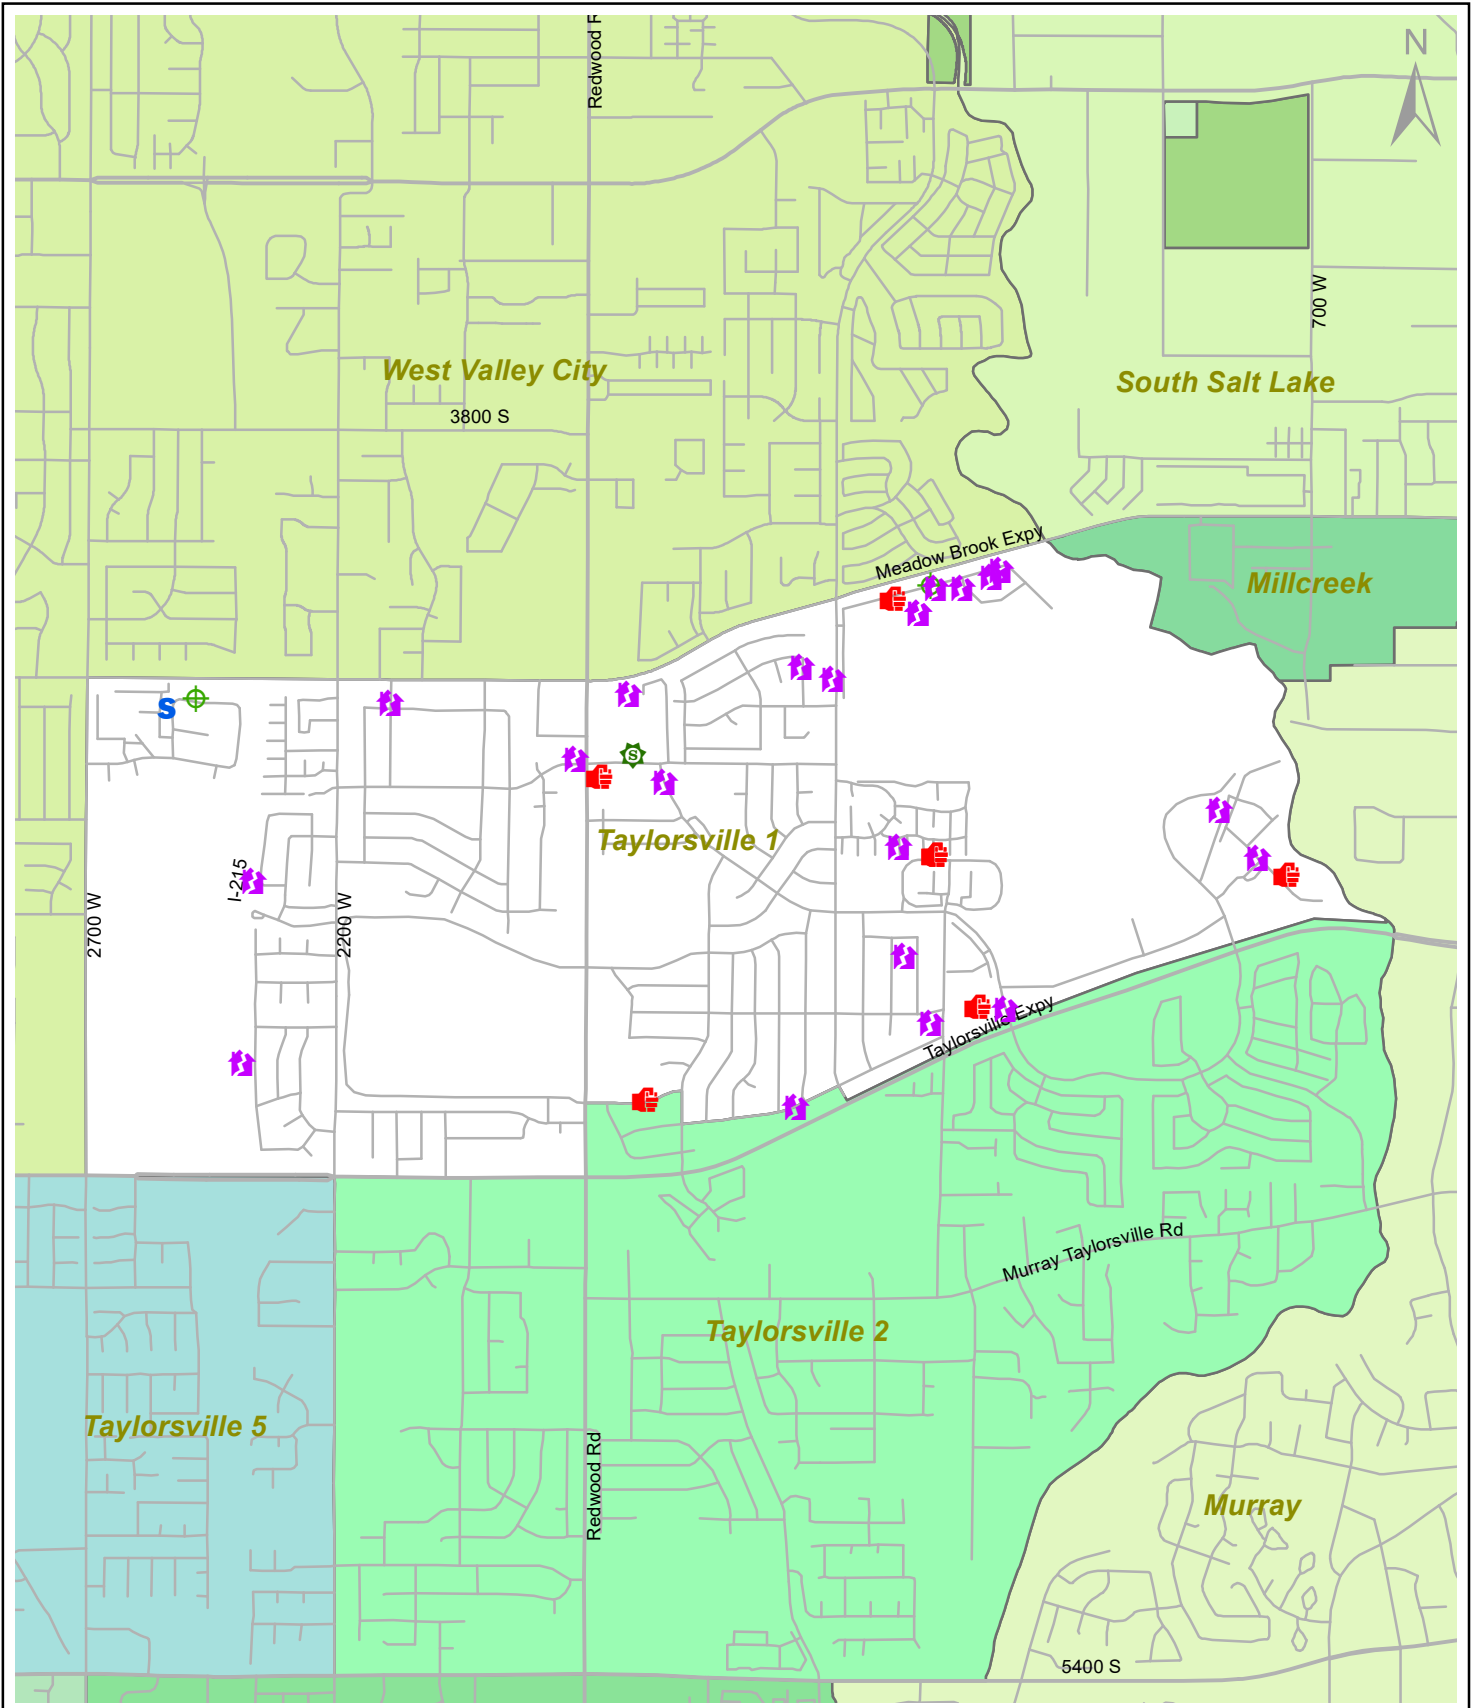 Redwood R
N
700 W
West Valley City
South Salt Lake
3800 S
Meadow Brook Expy
Millcreek
S
S
Taylorsville 1
I-215
2700 W
2200 W
Taylorsville Expy
Murray Taylorsville Rd
Taylorsville 2
Taylorsville 5
Redwood Rd
Murray
5400 S